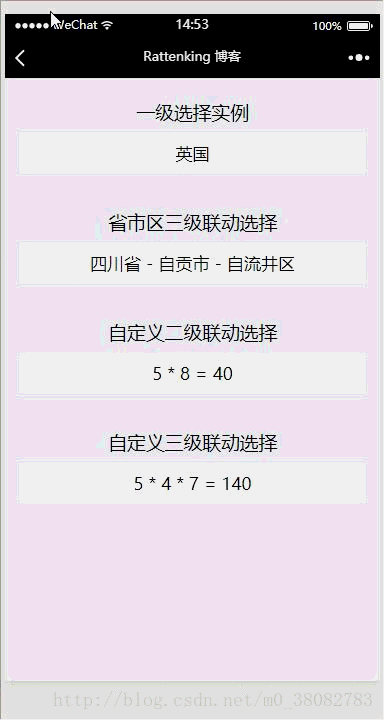 WeChat 14:53 100%
Rattenking 博客
一级选择实例
英国
省市区三级联动选择
四川省 - 自贡市 - 自流井区
自定义二级联动选择
5 * 8 = 40
自定义三级联动选择
5 * 4 * 7 = 140
http://blog.csdn.net/m0_38082783